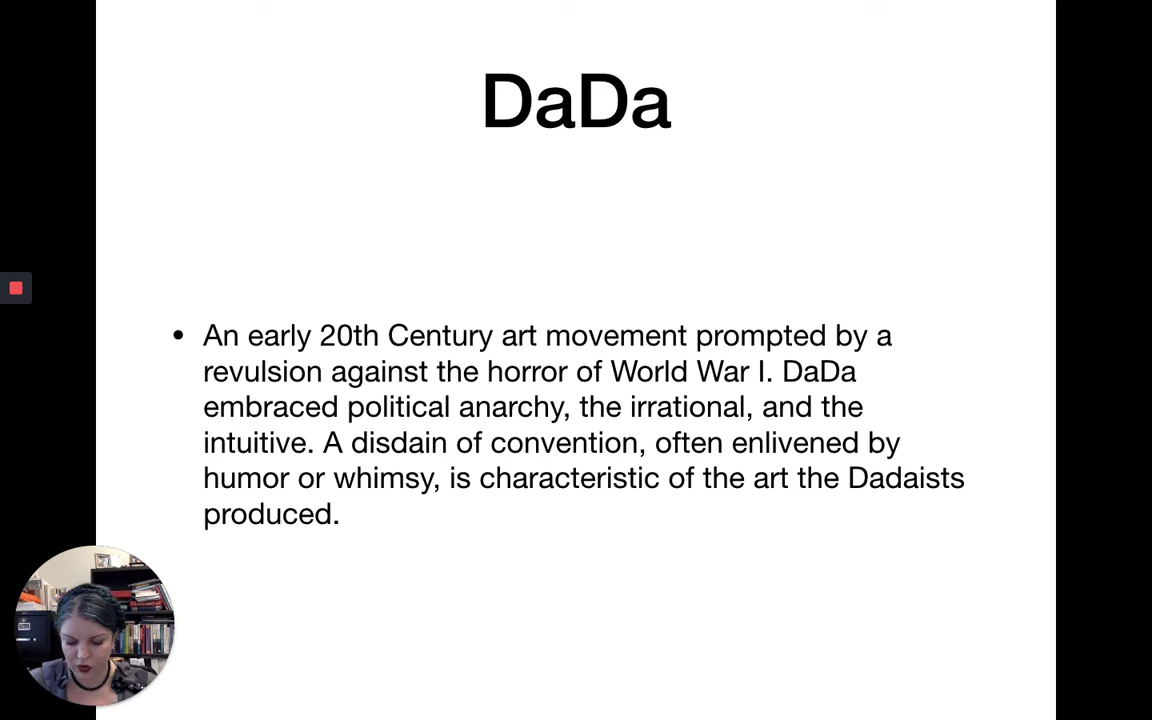 DaDa
• An early 20th Century art movement prompted by a
revulsion against the horror of World War I. DaDa
embraced political anarchy, the irrational, and the
intuitive. A disdain of convention, often enlivened by
humor or whimsy, is characteristic of the art the Dadaists
produced.